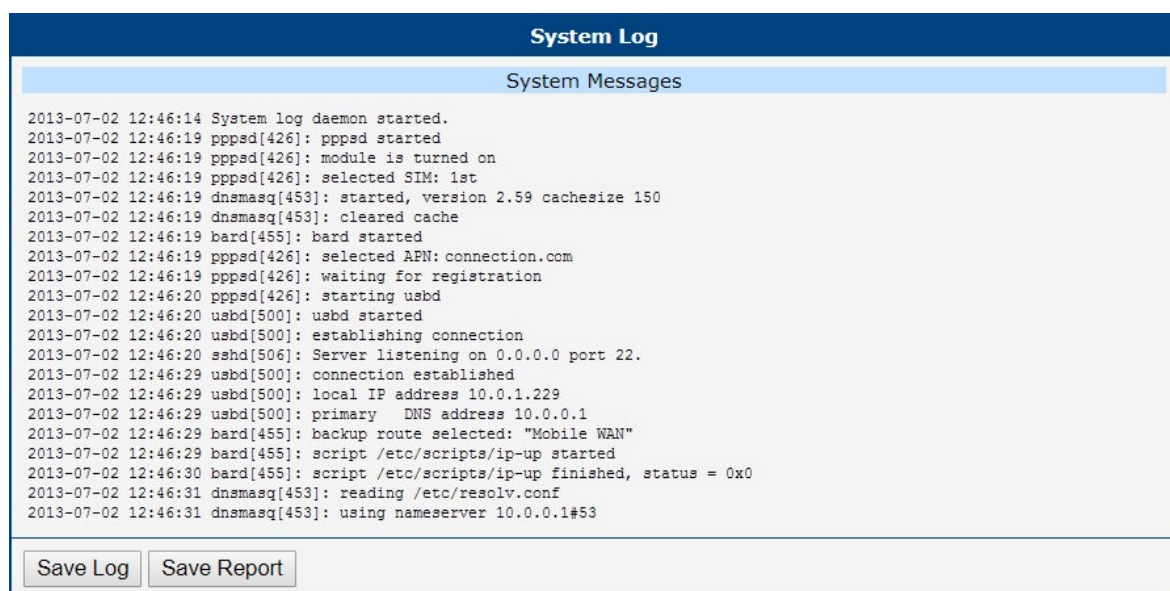 System Log
System Messages
2013-07-02 12:46:14 System log daemon started.
2013-07-02 12:46:19 pppsd[426]: pppsd started
2013-07-02 12:46:19 pppsd[426]: module is turned on
2013-07-02 12:46:19 pppsd[426]: selected SIM: 1st
2013-07-02 12:46:19 dnsmasq[453]: started, version 2.59 cachesize 150
2013-07-02 12:46:19 dnsmasq[453]: cleared cache
2013-07-02 12:46:19 bard[455]: bard started
2013-07-02 12:46:19 pppsd[426]: selected APN: connection.com
2013-07-02 12:46:19 pppsd[426]: waiting for registration
2013-07-02 12:46:20 pppsd[426]: starting usbd
2013-07-02 12:46:20 usbd[500]: usbd started
2013-07-02 12:46:20 usbd[500]: establishing connection
2013-07-02 12:46:20 sshd[506]: Server listening on 0.0.0.0 port 22.
2013-07-02 12:46:29 usbd[500]: connection established
2013-07-02 12:46:29 usbd[500]: local IP address 10.0.1.229
2013-07-02 12:46:29 usbd[500]: primary   DNS address 10.0.0.1
2013-07-02 12:46:29 bard[455]: backup route selected: "Mobile WAN"
2013-07-02 12:46:29 bard[455]: script /etc/scripts/ip-up started
2013-07-02 12:46:30 bard[455]: script /etc/scripts/ip-up finished, status = 0x0
2013-07-02 12:46:31 dnsmasq[453]: reading /etc/resolv.conf
2013-07-02 12:46:31 dnsmasq[453]: using nameserver 10.0.0.1#53
Save Log Save Report